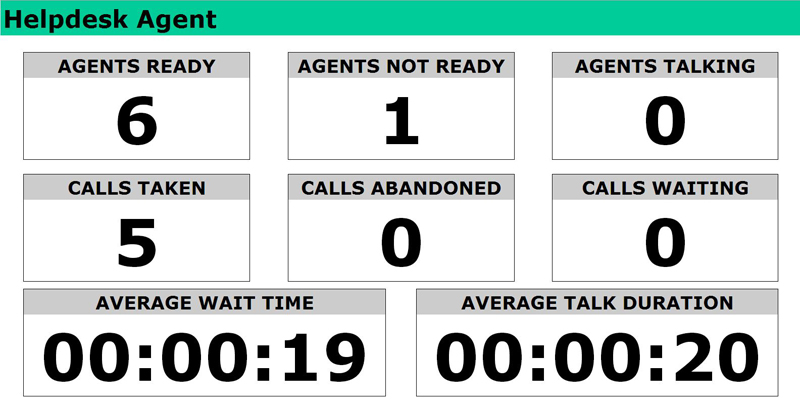 Helpdesk Agent
AGENTS READY
AGENTS NOT READY
AGENTS TALKING
6
1
0
CALLS TAKEN
CALLS ABANDONED
CALLS WAITING
5
0
0
AVERAGE WAIT TIME
AVERAGE TALK DURATION
00:00:19
00:00:20